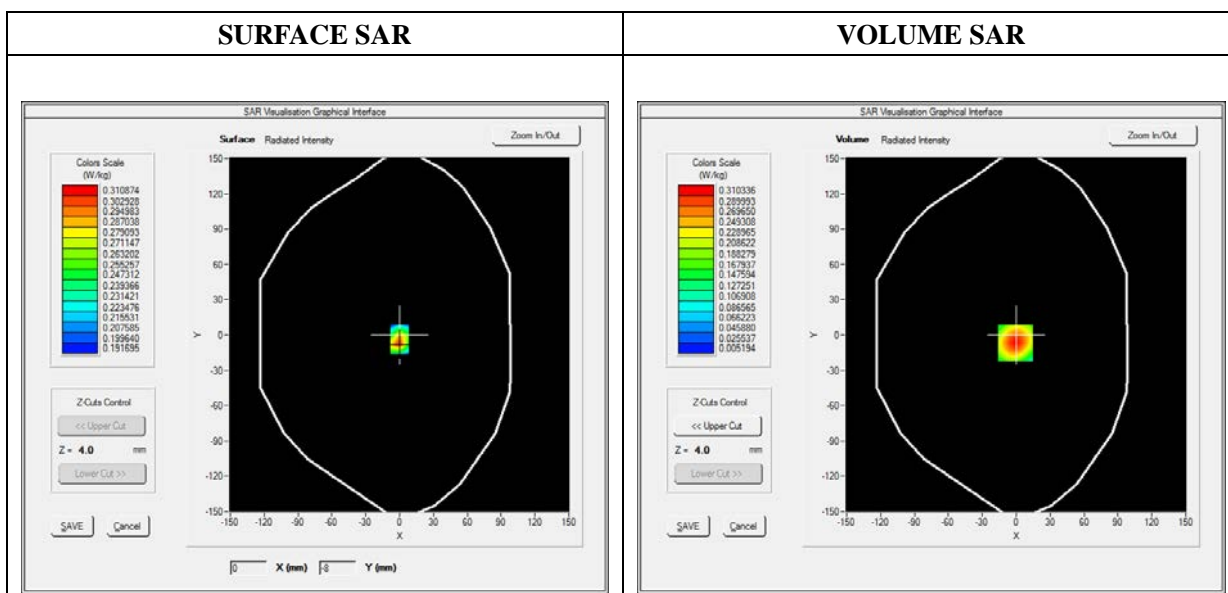 SURFACE SAR
VOLUME SAR
SAR Visualisation Graphical Interface
Surface Radiated Intensity
Zoom In/Out
Colors Scale
(W/kg)
0.310874
0.302928
0.294983
0.287038
0.279093
0.271147
0.263202
0.255257
0.247312
0.239366
0.231421
0.223476
0.215531
0.207585
0.199640
0.191695
Z-Cuts Control
<< Upper Cut
Z = 4.0 mm
Lower Cut >>
SAVE Cancel
150
120
90
60
30
0
-30
-60
-90
-120
-150
Y
-150 -120 -90 -60 -30 0 30 60 90 120 150
X
0 X (mm) -8 Y (mm)
SAR Visualisation Graphical Interface
Volume Radiated Intensity
Zoom In/Out
Colors Scale
(W/kg)
0.310336
0.289993
0.269650
0.249308
0.228965
0.208622
0.188279
0.167937
0.147594
0.127251
0.106908
0.086565
0.066223
0.045880
0.025537
0.005194
Z-Cuts Control
<< Upper Cut
Z = 4.0 mm
Lower Cut >>
SAVE Cancel
150
120
90
60
30
0
-30
-60
-90
-120
-150
Y
-150 -120 -90 -60 -30 0 30 60 90 120 150
X